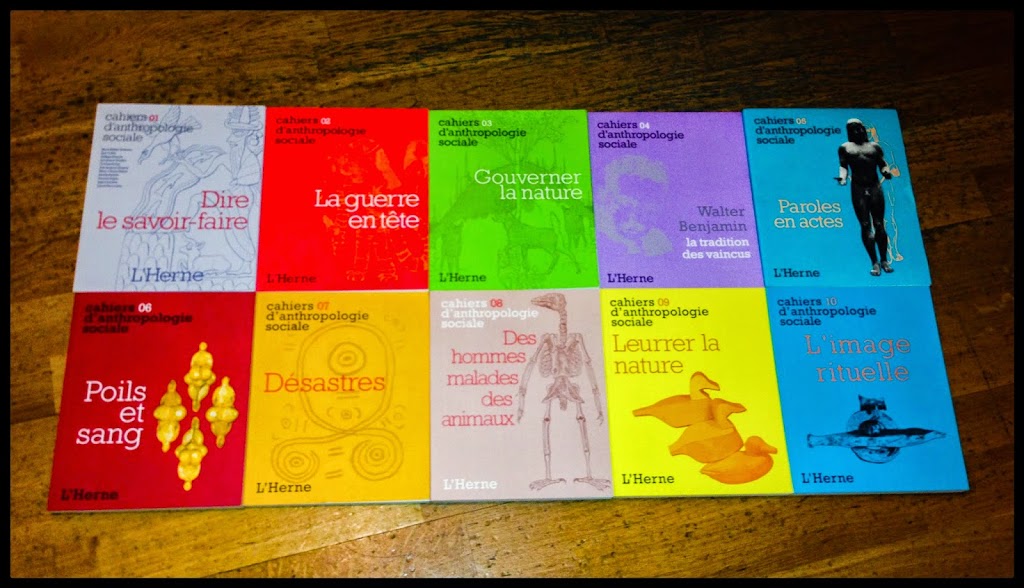 cahiers 01
d'anthropologie
sociale
Dire
le savoir-faire
L'Herne
cahiers 02
d'anthropologie
sociale
La guerre
en tête
L'Herne
cahiers 03
d'anthropologie
sociale
Gouverner
la nature
L'Herne
cahiers 04
d'anthropologie
sociale
Walter
Benjamin
la tradition
des vaincus
L'Herne
cahiers 05
d'anthropologie
sociale
Paroles
en actes
L'Herne
cahiers 06
d'anthropologie
sociale
Poils
et
sang
L'Herne
cahiers 07
d'anthropologie
sociale
Désastres
L'Herne
cahiers 08
d'anthropologie
sociale
Des
hommes
malades
des
animaux
L'Herne
cahiers 09
d'anthropologie
sociale
Leurrer la
nature
L'Herne
cahiers 10
d'anthropologie
sociale
L'image
rituelle
L'Herne